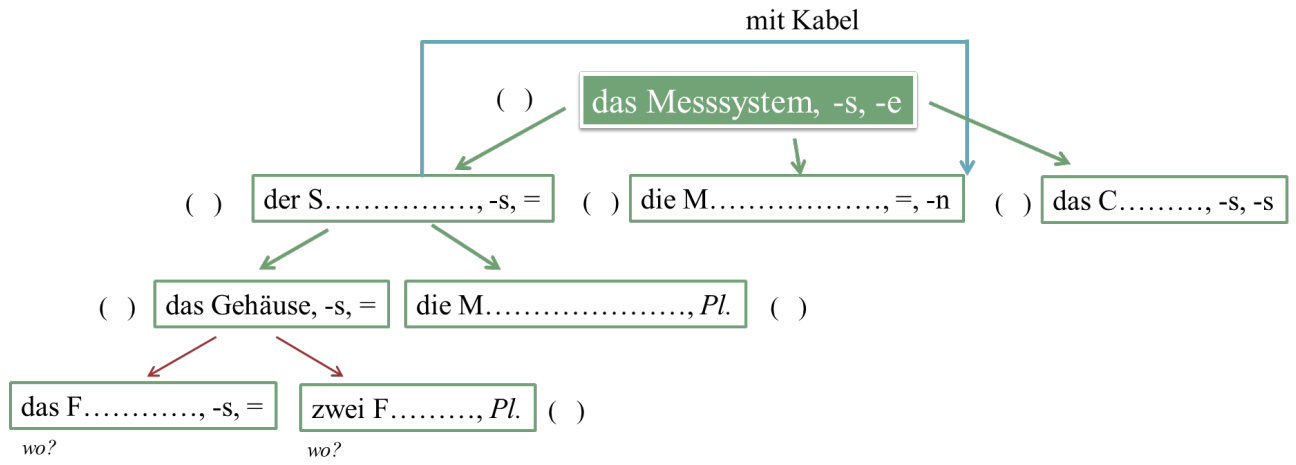 mit Kabel
( ) das Messsystem, -s, -e
( ) der S…………….…, -s, = ( ) die M………………, =, -n ( ) das C………, -s, -s
( ) das Gehäuse, -s, = die M…………………, Pl. ( )
das F…………, -s, = zwei F………, Pl. ( )
wo? wo?